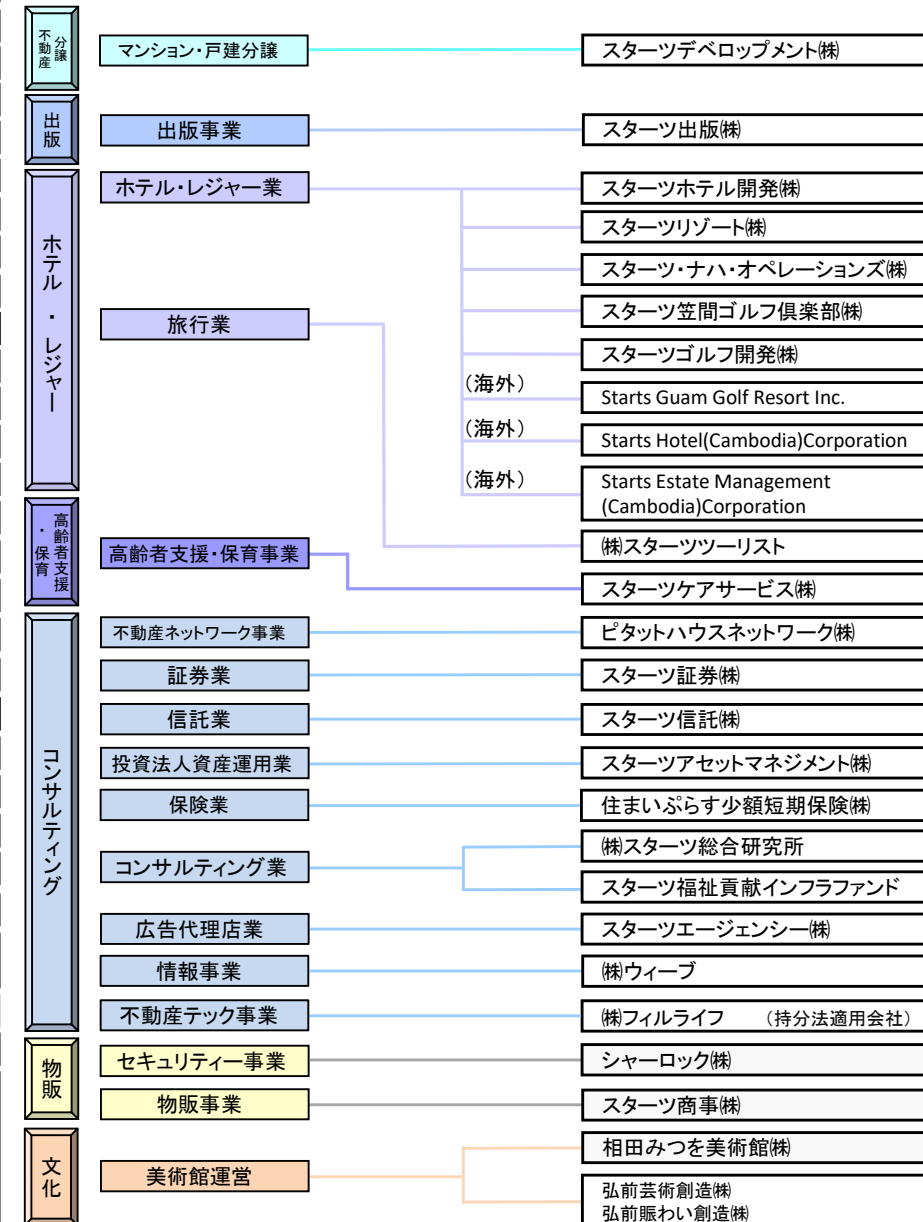 不動産
分譲
マンション・戸建分譲
スターツデベロップメント㈱
出版
出版事業
スターツ出版㈱
ホテル・レジャー
ホテル・レジャー業
スターツホテル開発㈱
スターツリゾート㈱
スターツ・ナハ・オペレーションズ㈱
スターツ笠間ゴルフ倶楽部㈱
旅行業
スターツゴルフ開発㈱
(海外)
Starts Guam Golf Resort Inc.
(海外)
Starts Hotel(Cambodia)Corporation
(海外)
Starts Estate Management
(Cambodia)Corporation
㈱スターツツーリスト
高齢者支援
・保育
高齢者支援・保育事業
スターツケアサービス㈱
コンサルティング
不動産ネットワーク事業
ピタットハウスネットワーク㈱
証券業
スターツ証券㈱
信託業
スターツ信託㈱
投資法人資産運用業
スターツアセットマネジメント㈱
保険業
住まいぷらす少額短期保険㈱
コンサルティング業
㈱スターツ総合研究所
スターツ福祉貢献インフラファンド
広告代理店業
スターツエージェンシー㈱
情報事業
㈱ウィーブ
不動産テック事業
㈱フィルライフ (持分法適用会社)
物販
セキュリティー事業
シャーロック㈱
物販事業
スターツ商事㈱
文化
美術館運営
相田みつを美術館㈱
弘前芸術創造㈱
弘前賑わい創造㈱